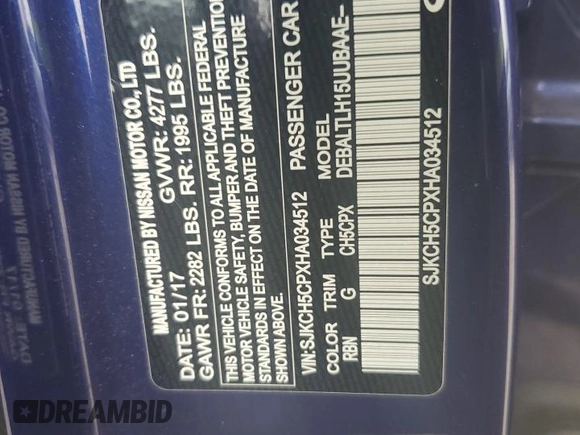 MANUFACTURED BY NISSAN MOTOR CO., LTD
DATE: 01/17 GVWR: 4277 LBS.
GAWR FR: 2282 LBS. RR: 1995 LBS.
THIS VEHICLE CONFORMS TO ALL APPLICABLE FEDERAL
MOTOR VEHICLE SAFETY, BUMPER AND THEFT PREVENTION
STANDARDS IN EFFECT ON THE DATE OF MANUFACTURE
SHOWN ABOVE.
VIN:SJKCH5CPXHA034512 PASSENGER CAR
COLOR TRIM TYPE MODEL
RBN G CH5CPX DEBALTLH15UUBAAE-
SJKCH5CPXHA034512
DREAMBID